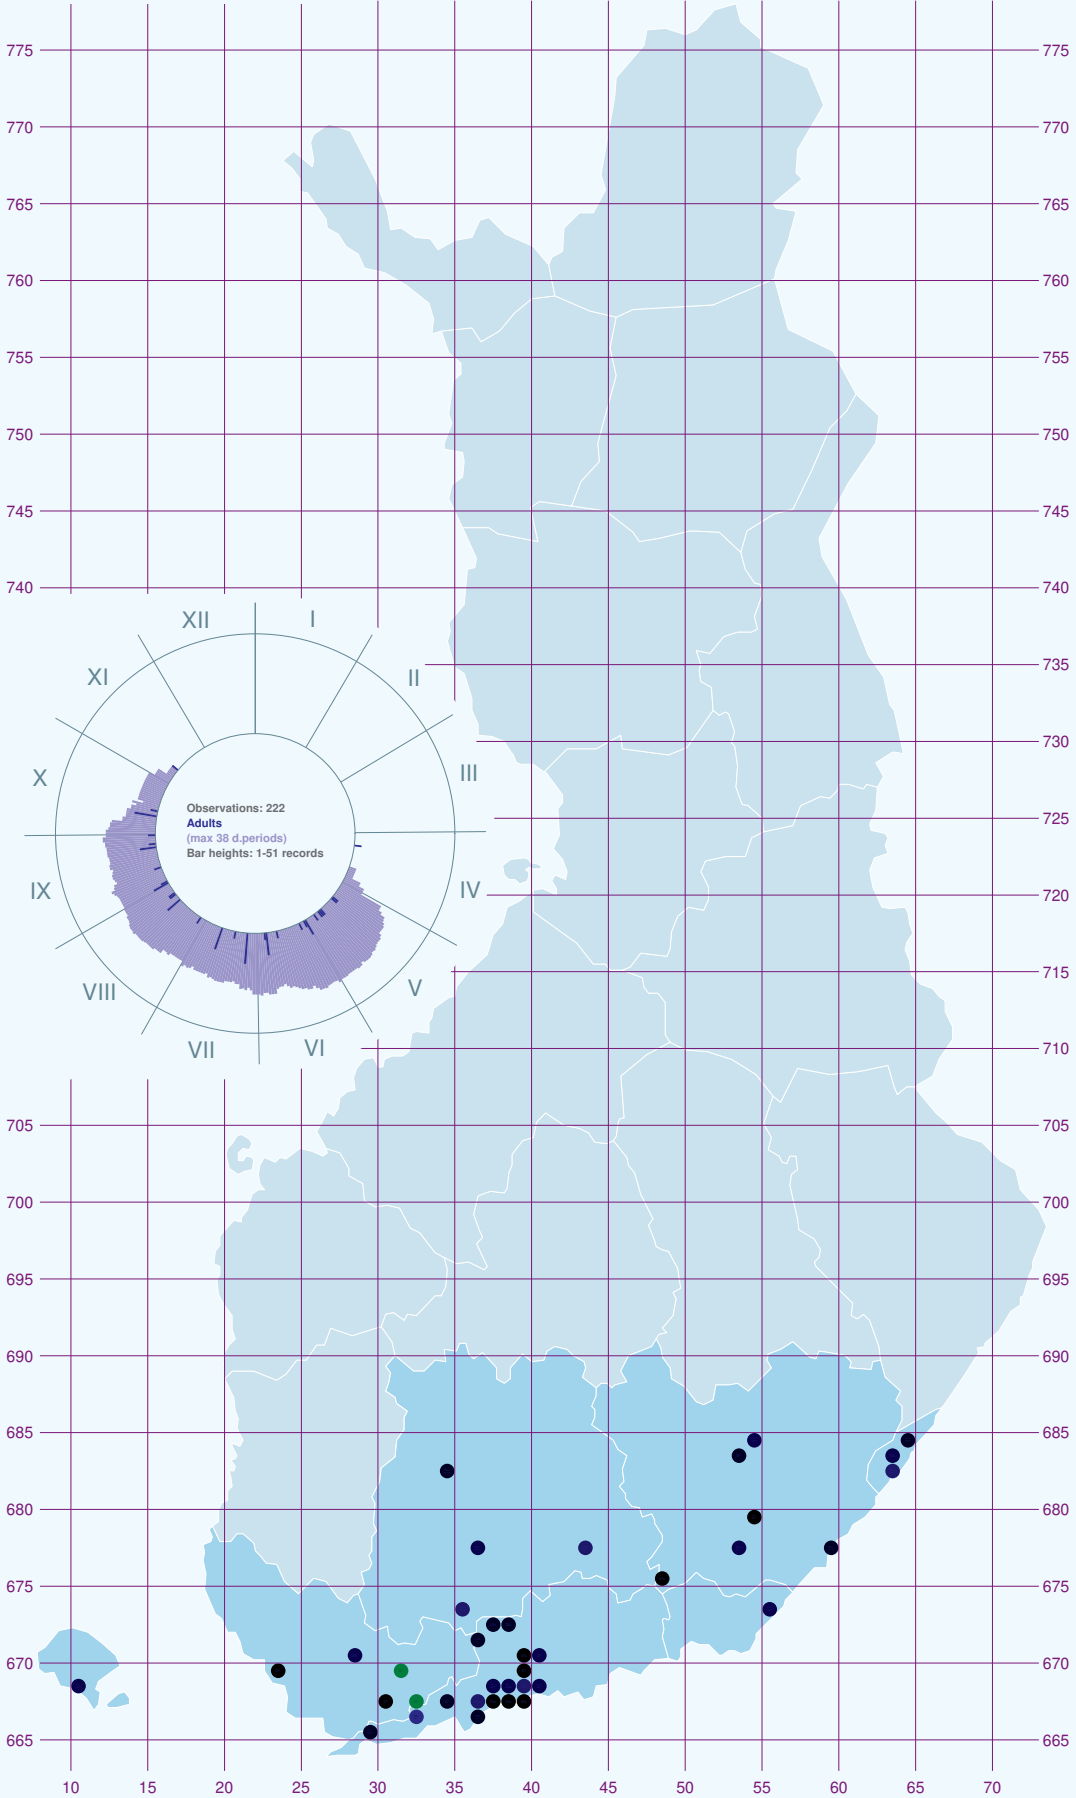 775 775
770 770
765 765
760 760
755 755
750 750
745 745
740 740
XII I
735 735
XI II
730 730
X III
725 725
Observations: 222
Adults
(max 38 d.periods)
Bar heights: 1-51 records
IX IV
720 720
VIII V
715 715
VII VI
710 710
705 705
700 700
695 695
690 690
685 685
680 680
675 675
670 670
665 665
10 15 20 25 30 35 40 45 50 55 60 65 70